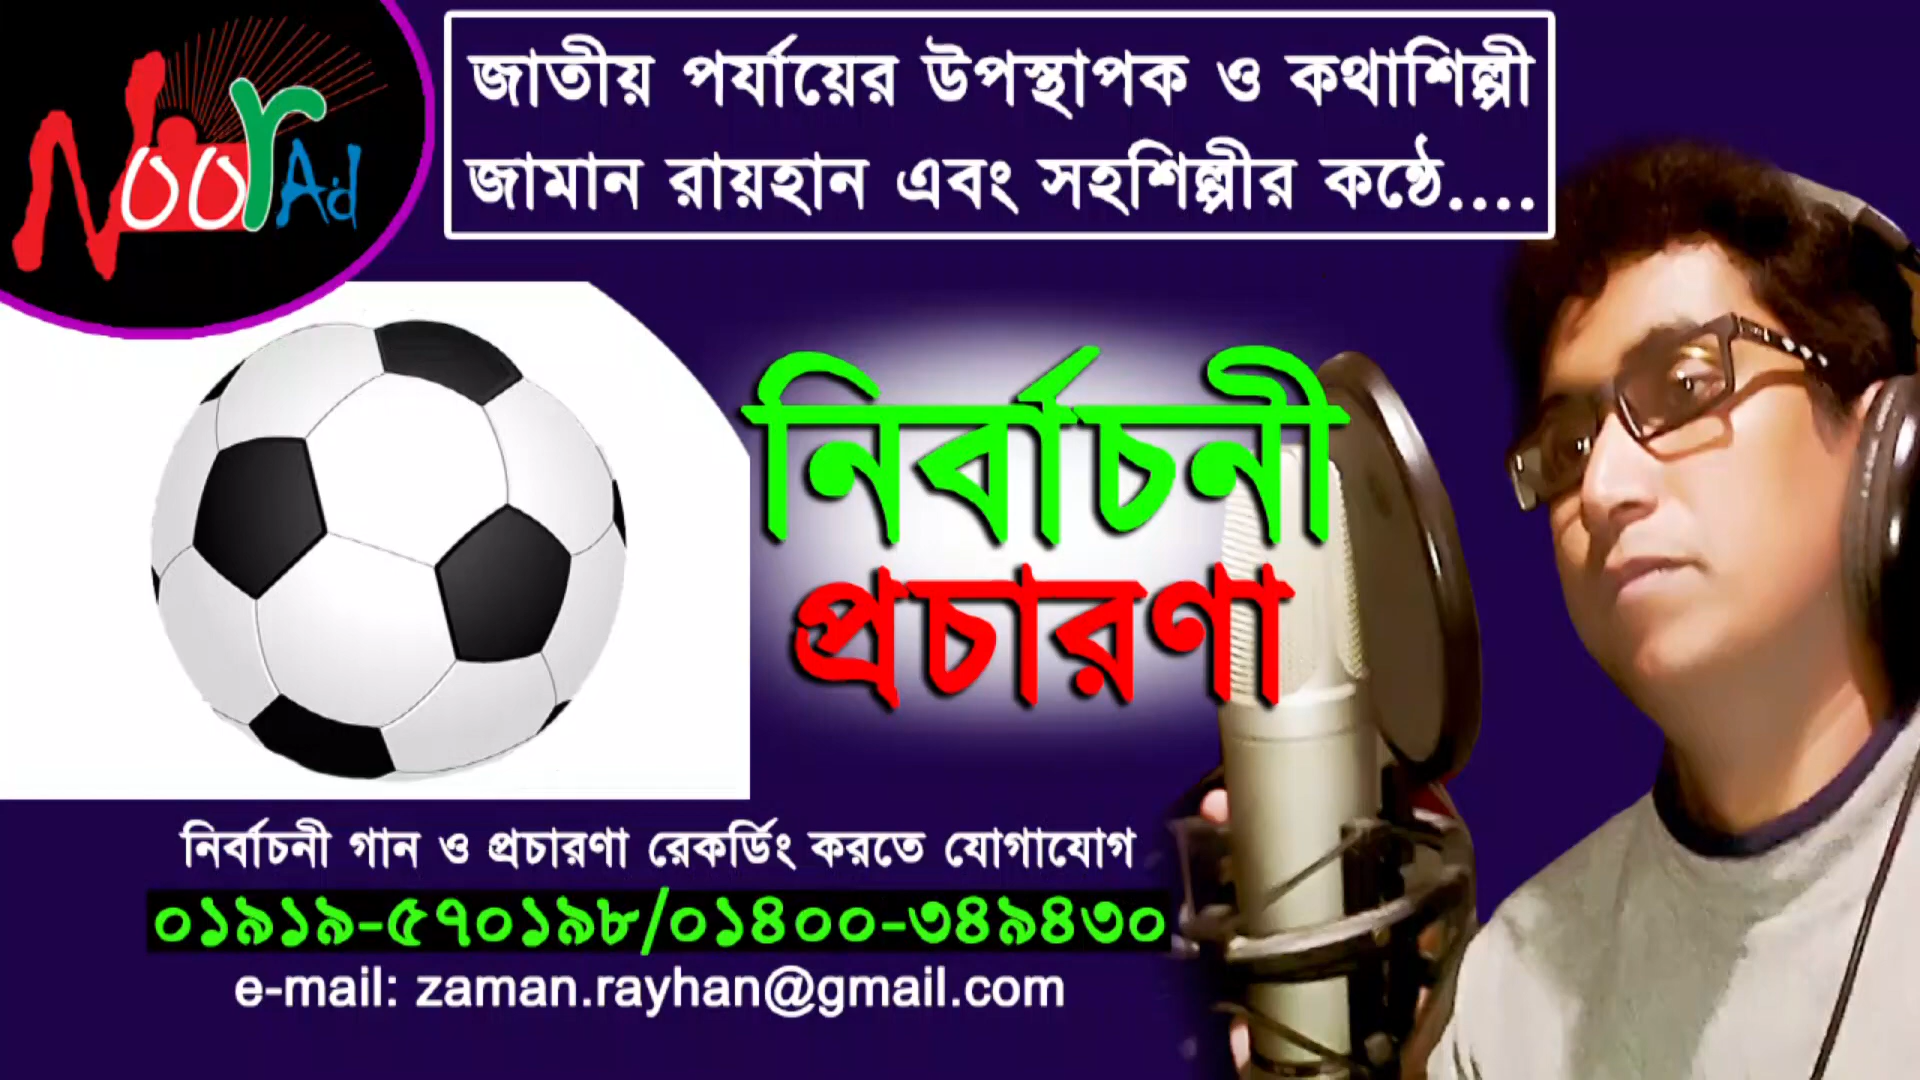 Noor Ad
জাতীয় পর্যায়ের উপস্থাপক ও কথাশিল্পী
জামান রায়হান এবং সহশিল্পীর কন্ঠে....
নির্বাচনী
প্রচারণা
নির্বাচনী গান ও প্রচারণা রেকর্ডিং করতে যোগাযোগ
০১৯১৯-৫৭০১৯৮/০১৪০০-৩৪৯৪৩০
e-mail: zaman.rayhan@gmail.com